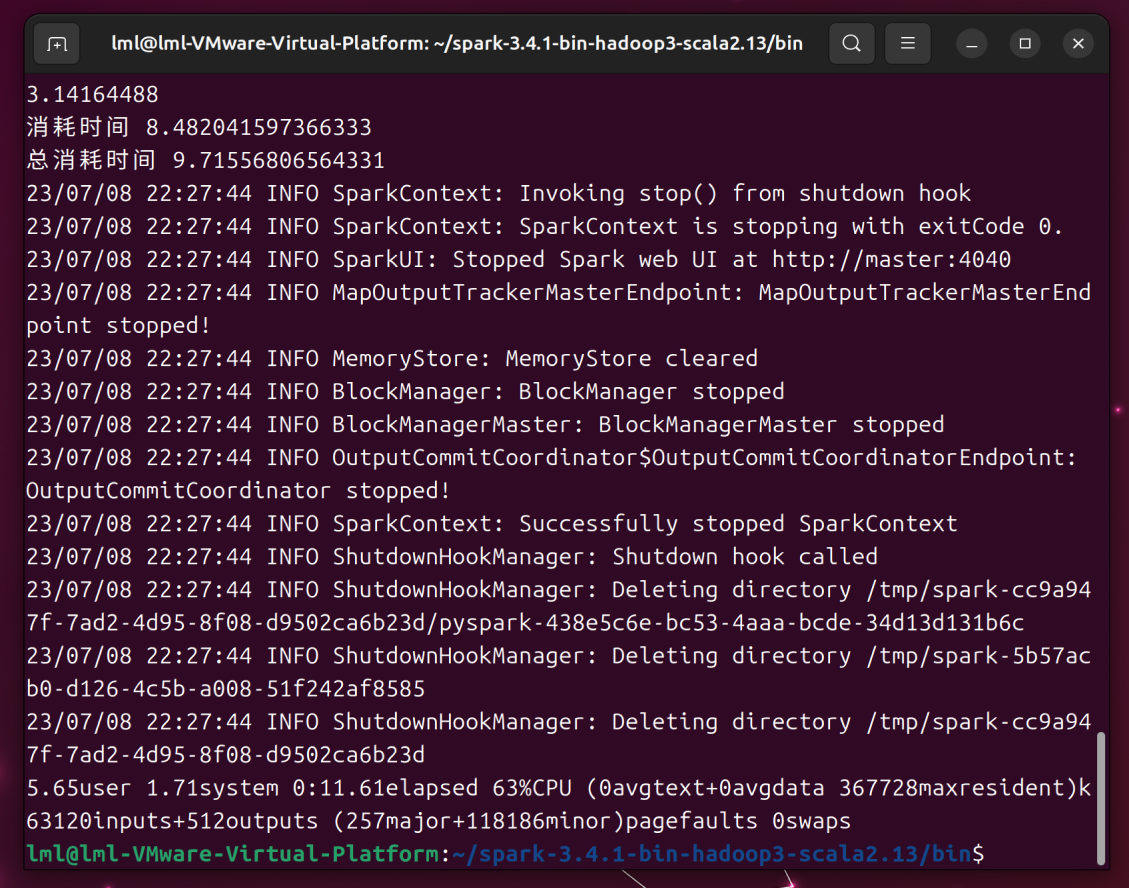 lml@lml-VMware-Virtual-Platform: ~/spark-3.4.1-bin-hadoop3-scala2.13/bin
3.14164488
消耗时间 8.482041597366333
总消耗时间 9.71556806564331
23/07/08 22:27:44 INFO SparkContext: Invoking stop() from shutdown hook
23/07/08 22:27:44 INFO SparkContext: SparkContext is stopping with exitCode 0.
23/07/08 22:27:44 INFO SparkUI: Stopped Spark web UI at http://master:4040
23/07/08 22:27:44 INFO MapOutputTrackerMasterEndpoint: MapOutputTrackerMasterEnd
point stopped!
23/07/08 22:27:44 INFO MemoryStore: MemoryStore cleared
23/07/08 22:27:44 INFO BlockManager: BlockManager stopped
23/07/08 22:27:44 INFO BlockManagerMaster: BlockManagerMaster stopped
23/07/08 22:27:44 INFO OutputCommitCoordinator$OutputCommitCoordinatorEndpoint:
OutputCommitCoordinator stopped!
23/07/08 22:27:44 INFO SparkContext: Successfully stopped SparkContext
23/07/08 22:27:44 INFO ShutdownHookManager: Shutdown hook called
23/07/08 22:27:44 INFO ShutdownHookManager: Deleting directory /tmp/spark-cc9a94
7f-7ad2-4d95-8f08-d9502ca6b23d/pyspark-438e5c6e-bc53-4aaa-bcde-34d13d131b6c
23/07/08 22:27:44 INFO ShutdownHookManager: Deleting directory /tmp/spark-5b57ac
b0-d126-4c5b-a008-51f242af8585
23/07/08 22:27:44 INFO ShutdownHookManager: Deleting directory /tmp/spark-cc9a94
7f-7ad2-4d95-8f08-d9502ca6b23d
5.65user 1.71system 0:11.61elapsed 63%CPU (0avgtext+0avgdata 367728maxresident)k
63120inputs+512outputs (257major+118186minor)pagefaults 0swaps
lml@lml-VMware-Virtual-Platform:~/spark-3.4.1-bin-hadoop3-scala2.13/bin$